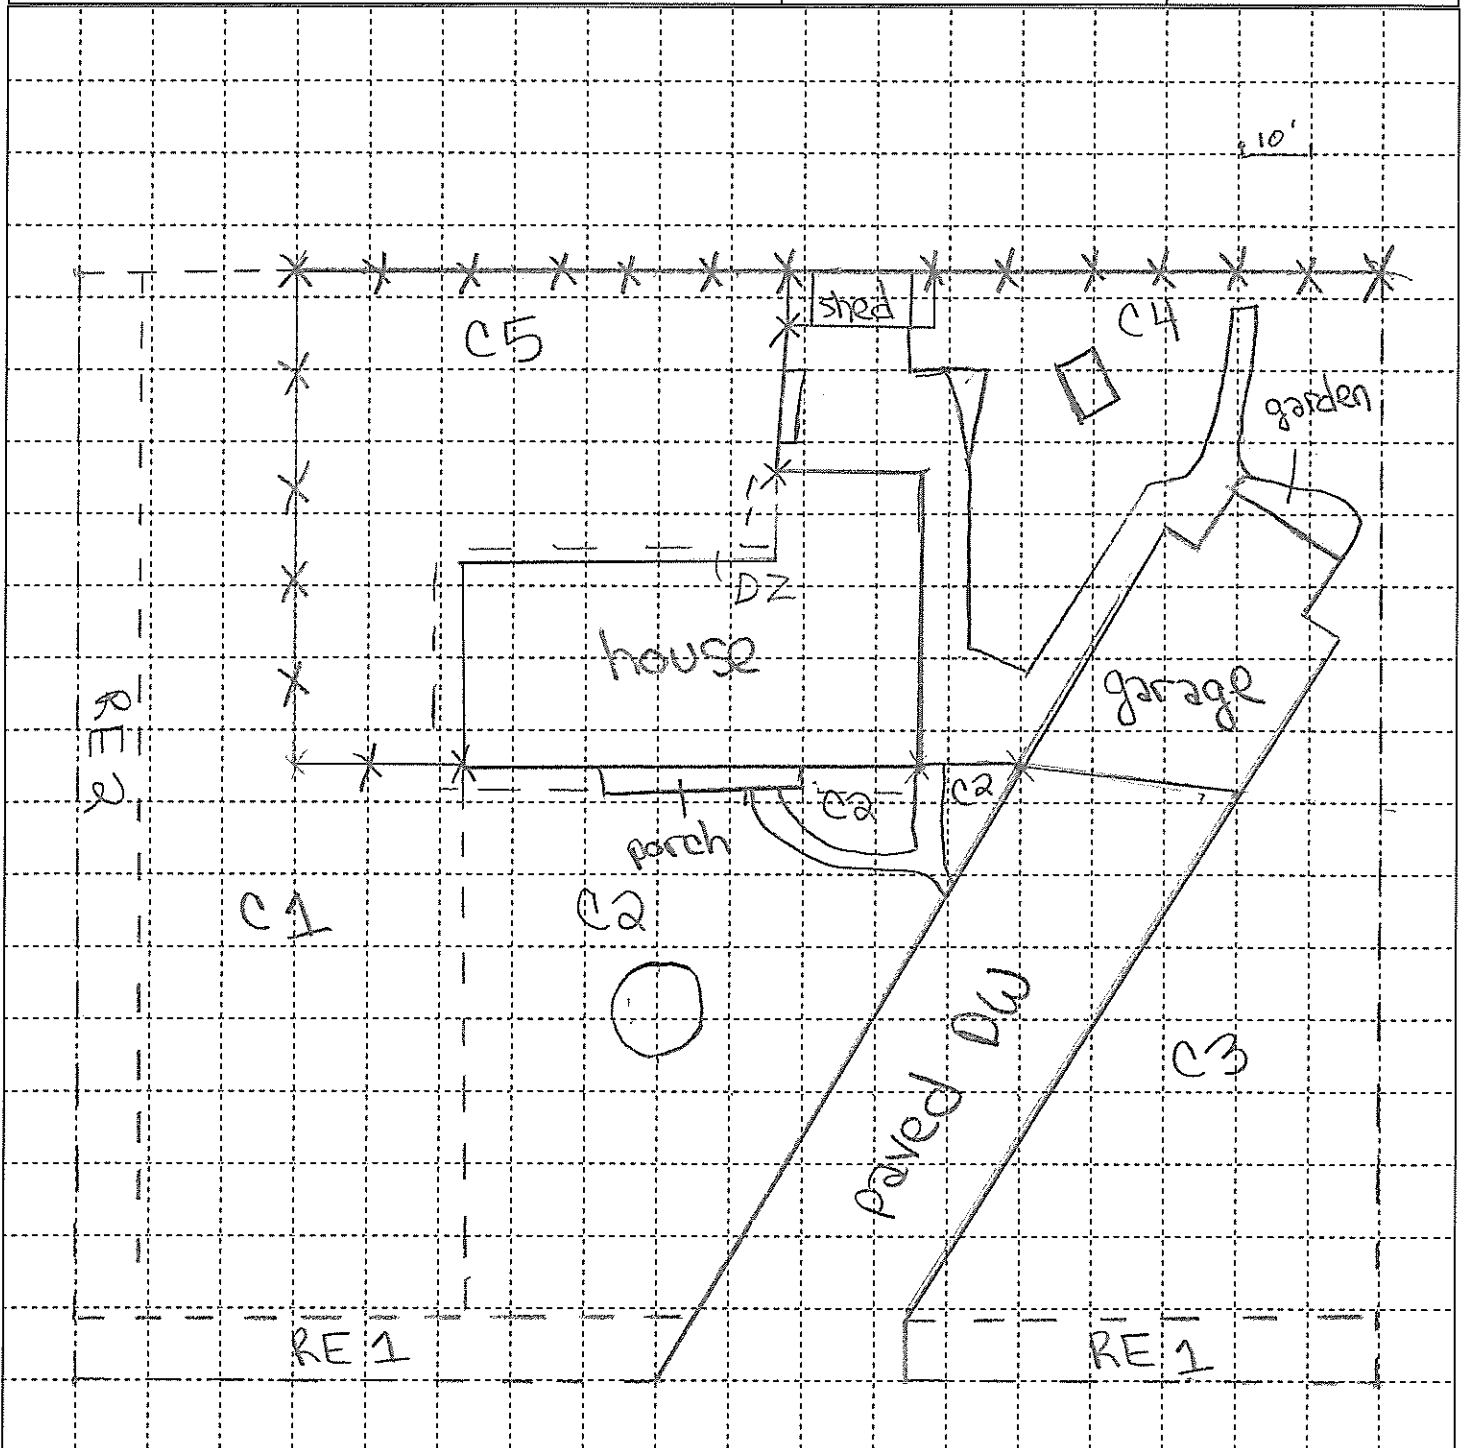 10'
shed
C4
C5
garden
DZ
house
garage
RE 2
C2
C2
porch
C1
C2
Paved DW
C3
RE 1
RE 1